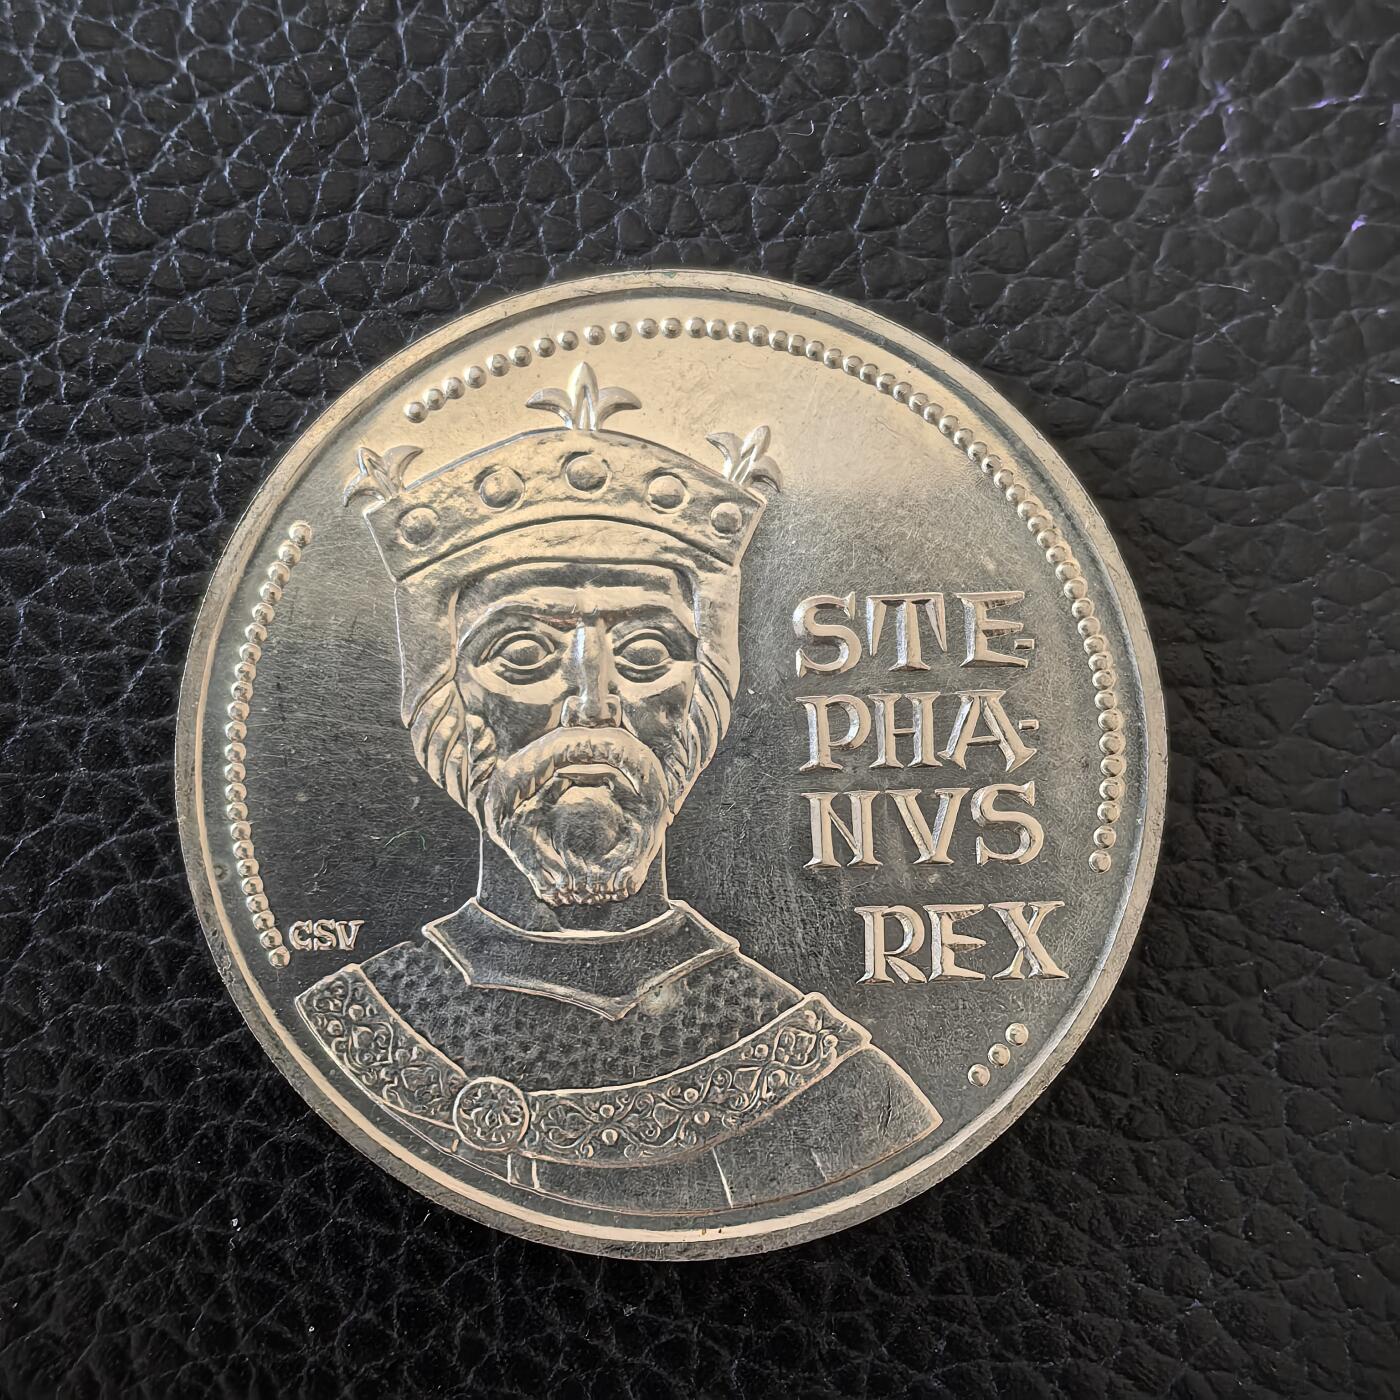 STE-
PHA-
NVS
REX
CSV